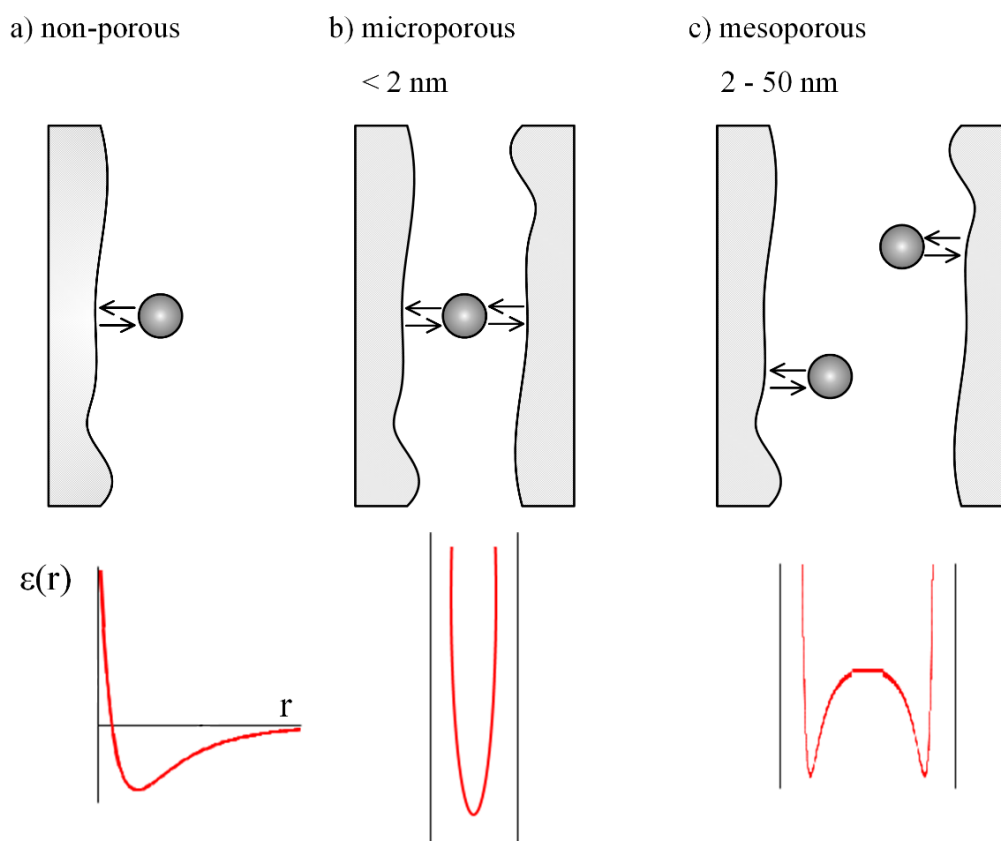 a) non-porous
b) microporous
c) mesoporous
< 2 nm
2 - 50 nm
ε(r)
r